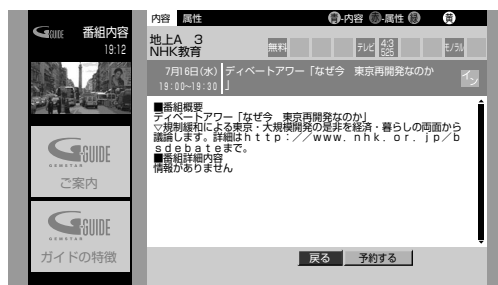 GGUIDE 番組内容
19:12
内容 属性
青-内容 赤-属性 緑 黄
地上A 3
NHK教育
無料
テレビ
4:3
525
モノラル
7月16日(水)
19:00~19:30
ディベートアワー「なぜ今 東京再開発なのか
」
イン
■番組概要
ディベートアワー「なぜ今 東京再開発なのか」
▽規制緩和による東京・大規模開発の是非を経済・暮らしの両面から
議論します。詳細はhttp://www.nhk.or.jp/b
sdebateまで。
■番組詳細内容
情報がありません
GGUIDE
GEMSTAR
ご案内
GGUIDE
GEMSTAR
ガイドの特徴
戻る 予約する